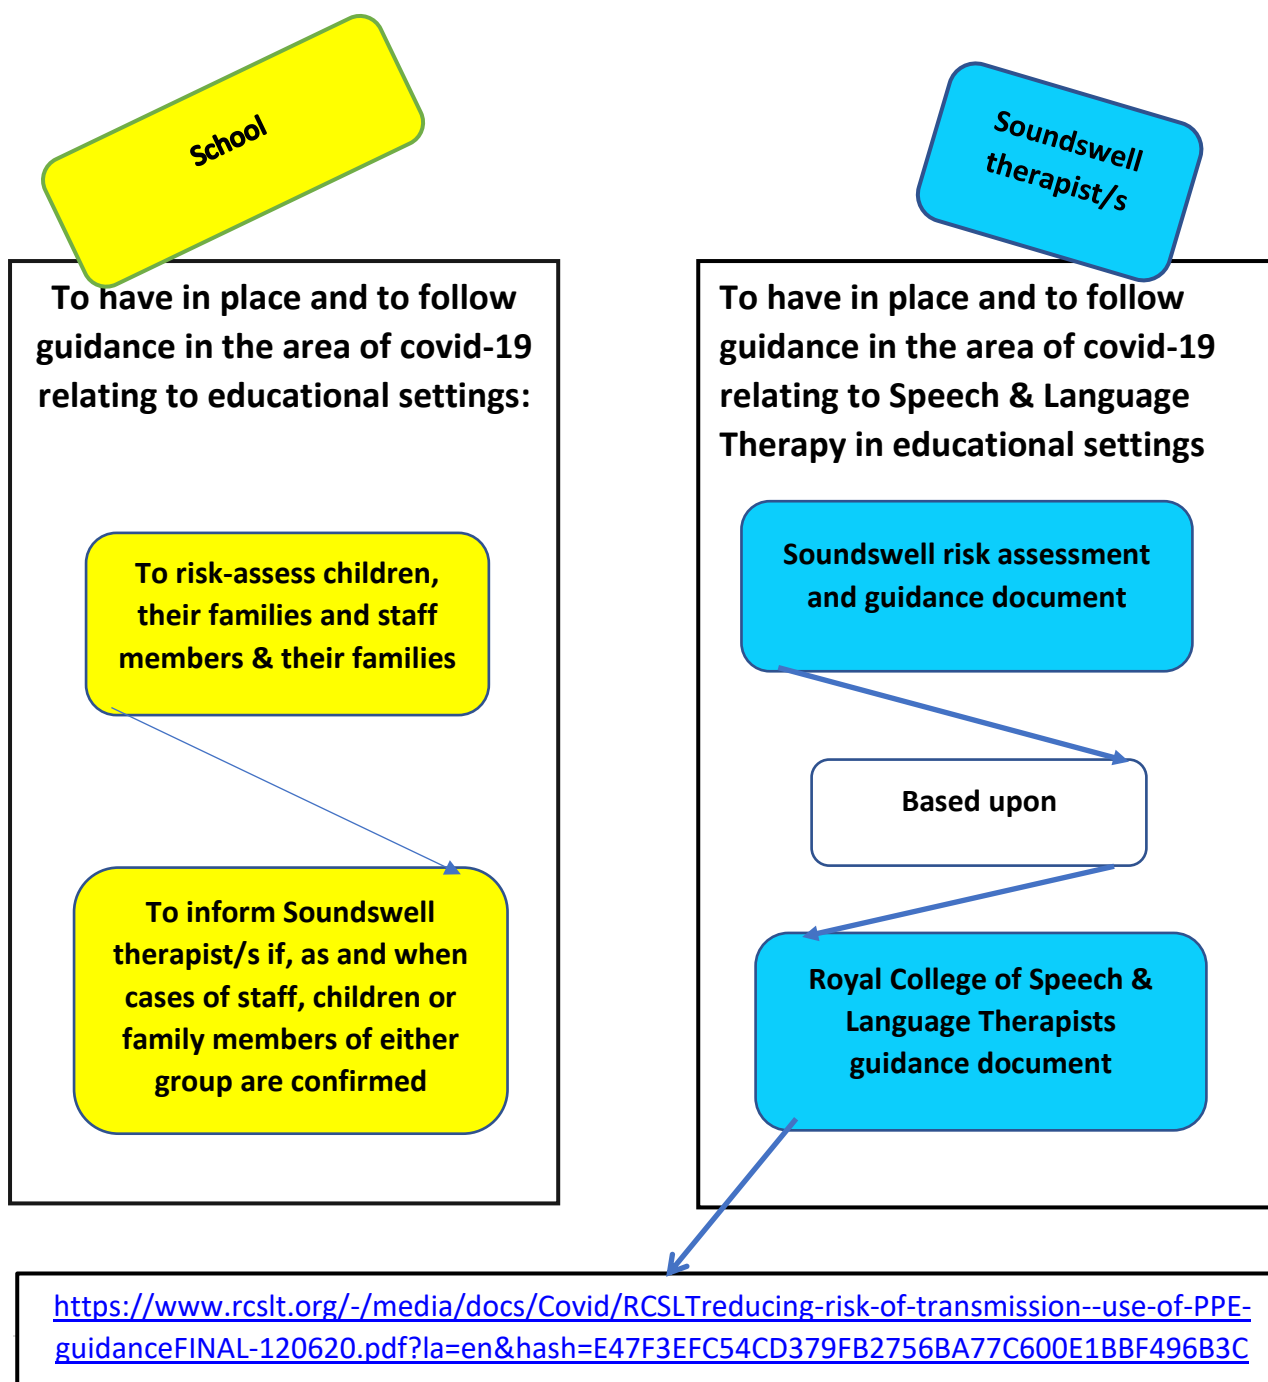 School
To have in place and to follow
guidance in the area of covid-19
relating to educational settings:
To risk-assess children,
their families and staff
members & their families
To inform Soundswell
therapist/s if, as and when
cases of staff, children or
family members of either
group are confirmed
Soundswell
therapist/s
To have in place and to follow
guidance in the area of covid-19
relating to Speech & Language
Therapy in educational settings
Soundswell risk assessment
and guidance document
Based upon
Royal College of Speech &
Language Therapists
guidance document
https://www.rcslt.org/-/media/docs/Covid/RCSLTreducing-risk-of-transmission--use-of-PPE-
guidanceFINAL-120620.pdf?la=en&hash=E47F3EFC54CD379FB2756BA77C600E1BBF496B3C